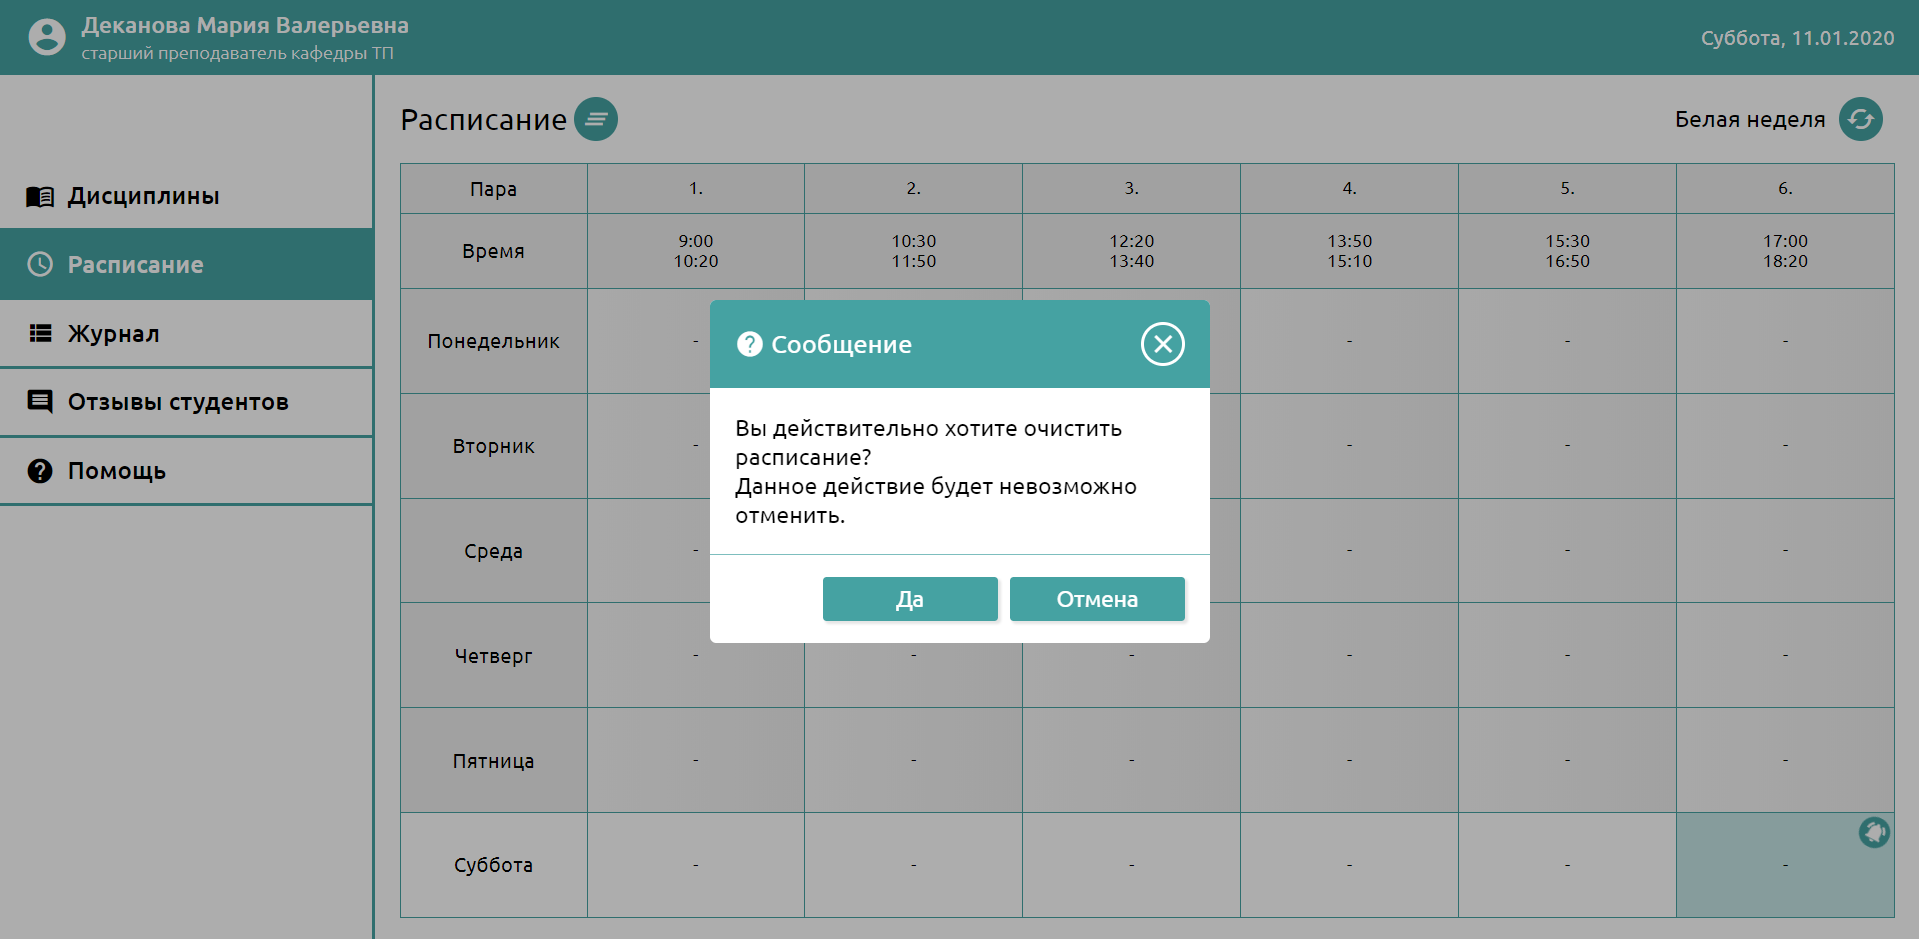 Деканова Мария Валерьевна
старший преподаватель кафедры ТП
Суббота, 11.01.2020
Дисциплины
Расписание
Журнал
Отзывы студентов
Помощь
Расписание
Белая неделя
Пара 1. 2. 3. 4. 5. 6.
Время 9:00 10:30 12:20 13:50 15:30 17:00
10:20 11:50 13:40 15:10 16:50 18:20
Понедельник - - - -
Вторник - - - -
Среда - - - -
Четверг - - - - - -
Пятница - - - - - -
Суббота - - - - - -
Сообщение
Вы действительно хотите очистить
расписание?
Данное действие будет невозможно
отменить.
Да Отмена